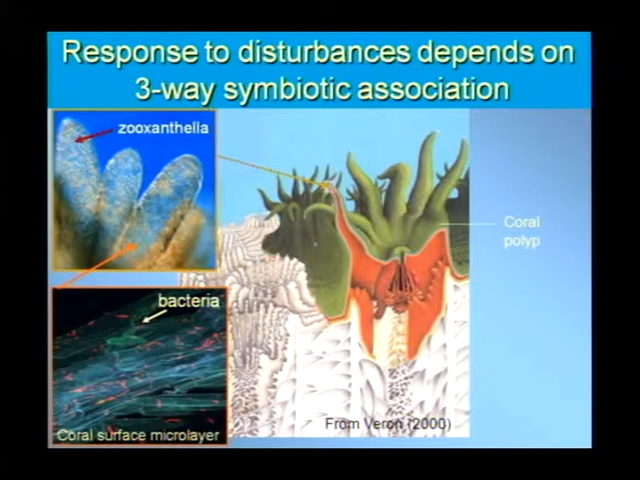 Response to disturbances depends on
3-way symbiotic association
zooxanthella
Coral
polyp
bacteria
From Veron (2000)
Coral surface microlayer